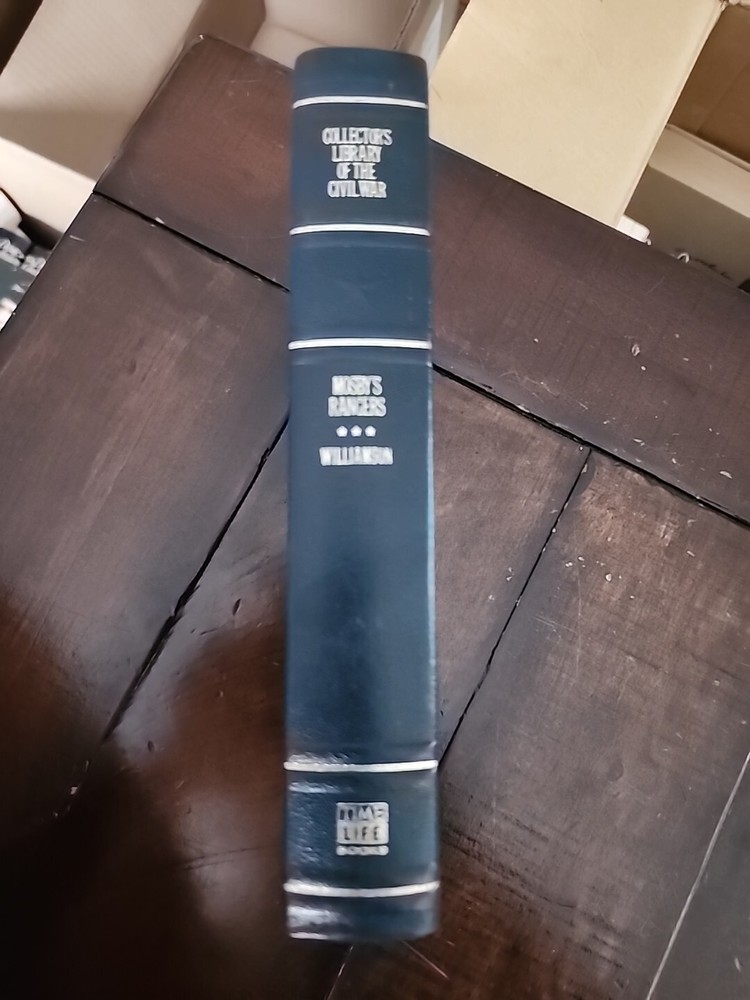 COLLECTOR'S
LIBRARY
OF THE
CIVIL WAR
MOSBY'S
RANGERS
WILLIAMSON
TIME
LIFE
BOOKS